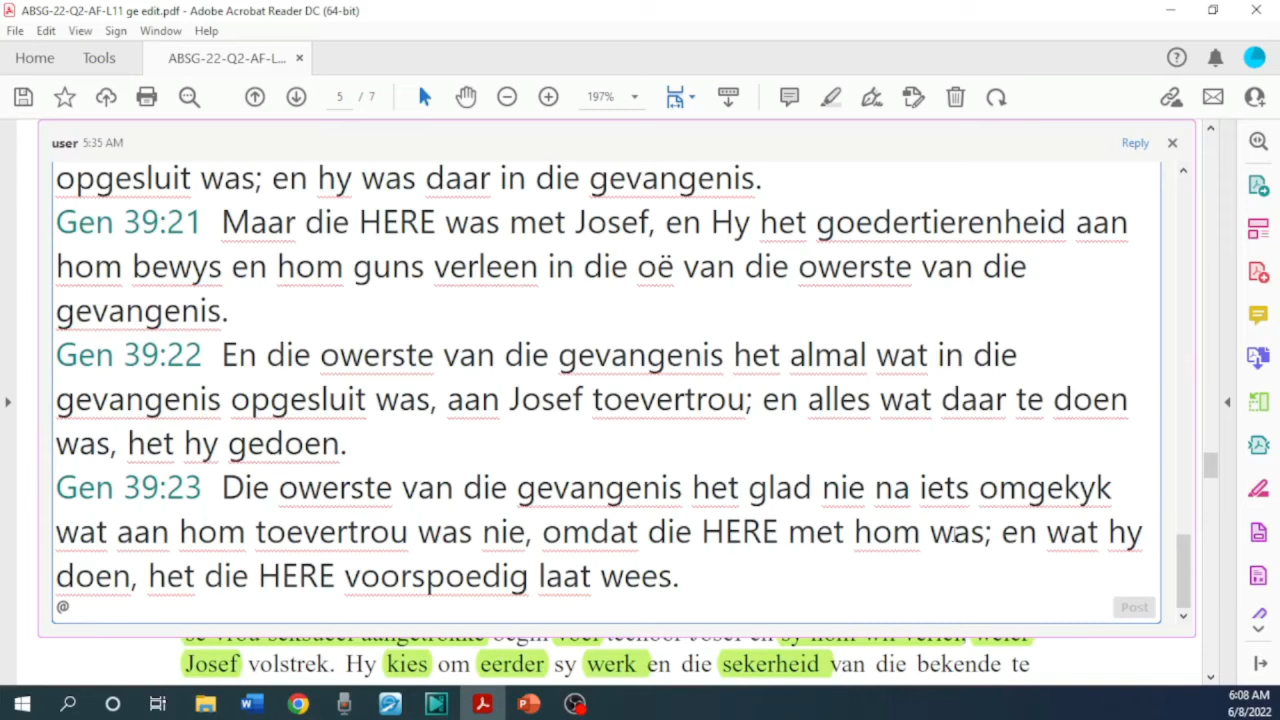 ABSG-22-Q2-AF-L11 ge edit.pdf - Adobe Acrobat Reader DC (64-bit)
File Edit View Sign Window Help
Home Tools ABSG-22-Q2-AF-L... ×
5 / 7 197%
user 5:35 AM Reply
opgesluit was; en hy was daar in die gevangenis.
Gen 39:21 Maar die HERE was met Josef, en Hy het goedertierenheid aan
hom bewys en hom guns verleen in die oë van die owerste van die
gevangenis.
Gen 39:22 En die owerste van die gevangenis het almal wat in die
gevangenis opgesluit was, aan Josef toevertrou; en alles wat daar te doen
was, het hy gedoen.
Gen 39:23 Die owerste van die gevangenis het glad nie na iets omgekyk
wat aan hom toevertrou was nie, omdat die HERE met hom was; en wat hy
doen, het die HERE voorspoedig laat wees.
@ Post
Josef volstrek. Hy kies om eerder sy werk en die sekerheid van die bekende te
6:08 AM
6/8/2022